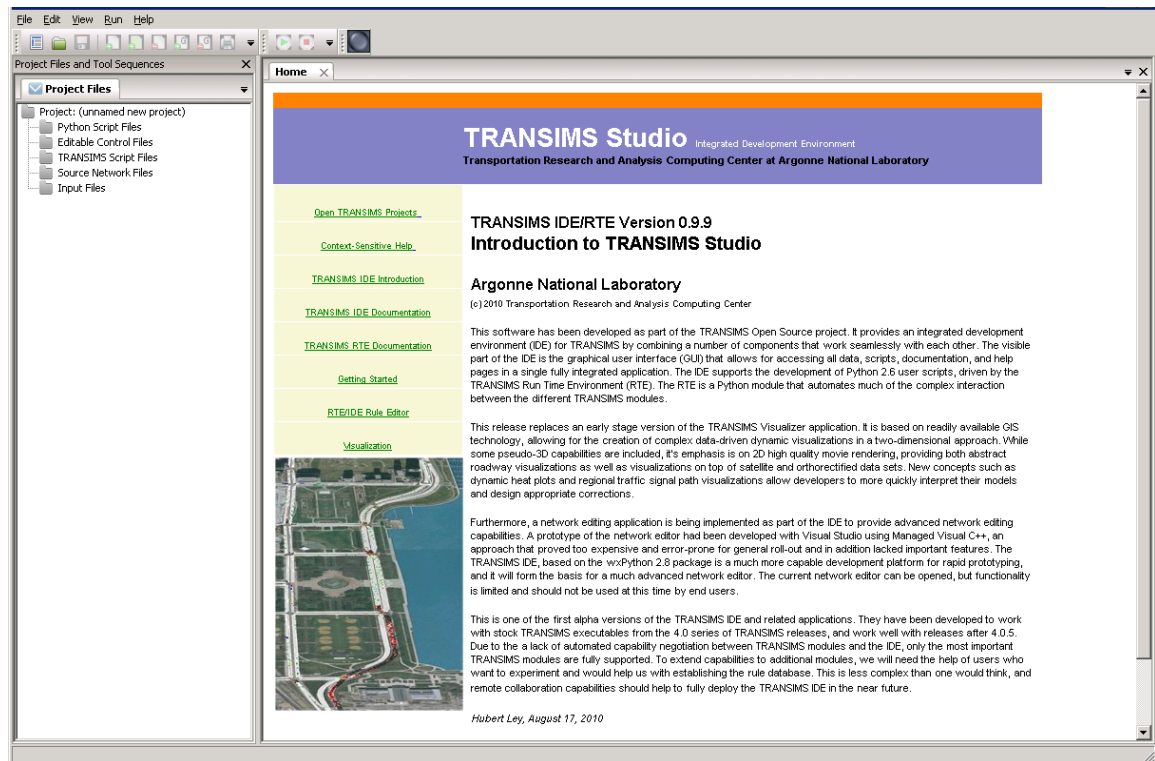 File Edit View Run Help
Project Files and Tool Sequences X
Project Files
Project: (unnamed new project)
Python Script Files
Editable Control Files
TRANSIMS Script Files
Source Network Files
Input Files
Home
TRANSIMS Studio Integrated Development Environment
Transportation Research and Analysis Computing Center at Argonne National Laboratory
Open TRANSIMS Projects
Context-Sensitive Help
TRANSIMS IDE Introduction
TRANSIMS IDE Documentation
TRANSIMS RTE Documentation
Getting Started
RTE/IDE Rule Editor
Visualization
TRANSIMS IDE/RTE Version 0.9.9
Introduction to TRANSIMS Studio
Argonne National Laboratory
(c) 2010 Transportation Research and Analysis Computing Center
This software has been developed as part of the TRANSIMS Open Source project. It provides an integrated development
environment (IDE) for TRANSIMS by combining a number of components that work seamlessly with each other. The visible
part of the IDE is the graphical user interface (GUI) that allows for accessing all data, scripts, documentation, and help
pages in a single fully integrated application. The IDE supports the development of Python 2.6 user scripts, driven by the
TRANSIMS Run Time Environment (RTE). The RTE is a Python module that automates much of the complex interaction
between the different TRANSIMS modules.
This release replaces an early stage version of the TRANSIMS Visualizer application. It is based on readily available GIS
technology, allowing for the creation of complex data-driven dynamic visualizations in a two-dimensional approach. While
some pseudo-3D capabilities are included, it's emphasis is on 2D high quality movie rendering, providing both abstract
roadway visualizations as well as visualizations on top of satellite and orthorectified data sets. New concepts such as
dynamic heat plots and regional traffic signal path visualizations allow developers to more quickly interpret their models
and design appropriate corrections.
Furthermore, a network editing application is being implemented as part of the IDE to provide advanced network editing
capabilities. A prototype of the network editor had been developed with Visual Studio using Managed Visual C++, an
approach that proved too expensive and error-prone for general roll-out and in addition lacked important features. The
TRANSIMS IDE, based on the wxPython 2.8 package is a much more capable development platform for rapid prototyping,
and it will form the basis for a much advanced network editor. The current network editor can be opened, but functionality
is limited and should not be used at this time by end users.
This is one of the first alpha versions of the TRANSIMS IDE and related applications. They have been developed to work
with stock TRANSIMS executables from the 4.0 series of TRANSIMS releases, and work well with releases after 4.0.5.
Due to the a lack of automated capability negotiation between TRANSIMS modules and the IDE, only the most important
TRANSIMS modules are fully supported. To extend capabilities to additional modules, we will need the help of users who
want to experiment and would help us with establishing the rule database. This is less complex than one would think, and
remote collaboration capabilities should help to fully deploy the TRANSIMS IDE in the near future.
Hubert Ley, August 17, 2010